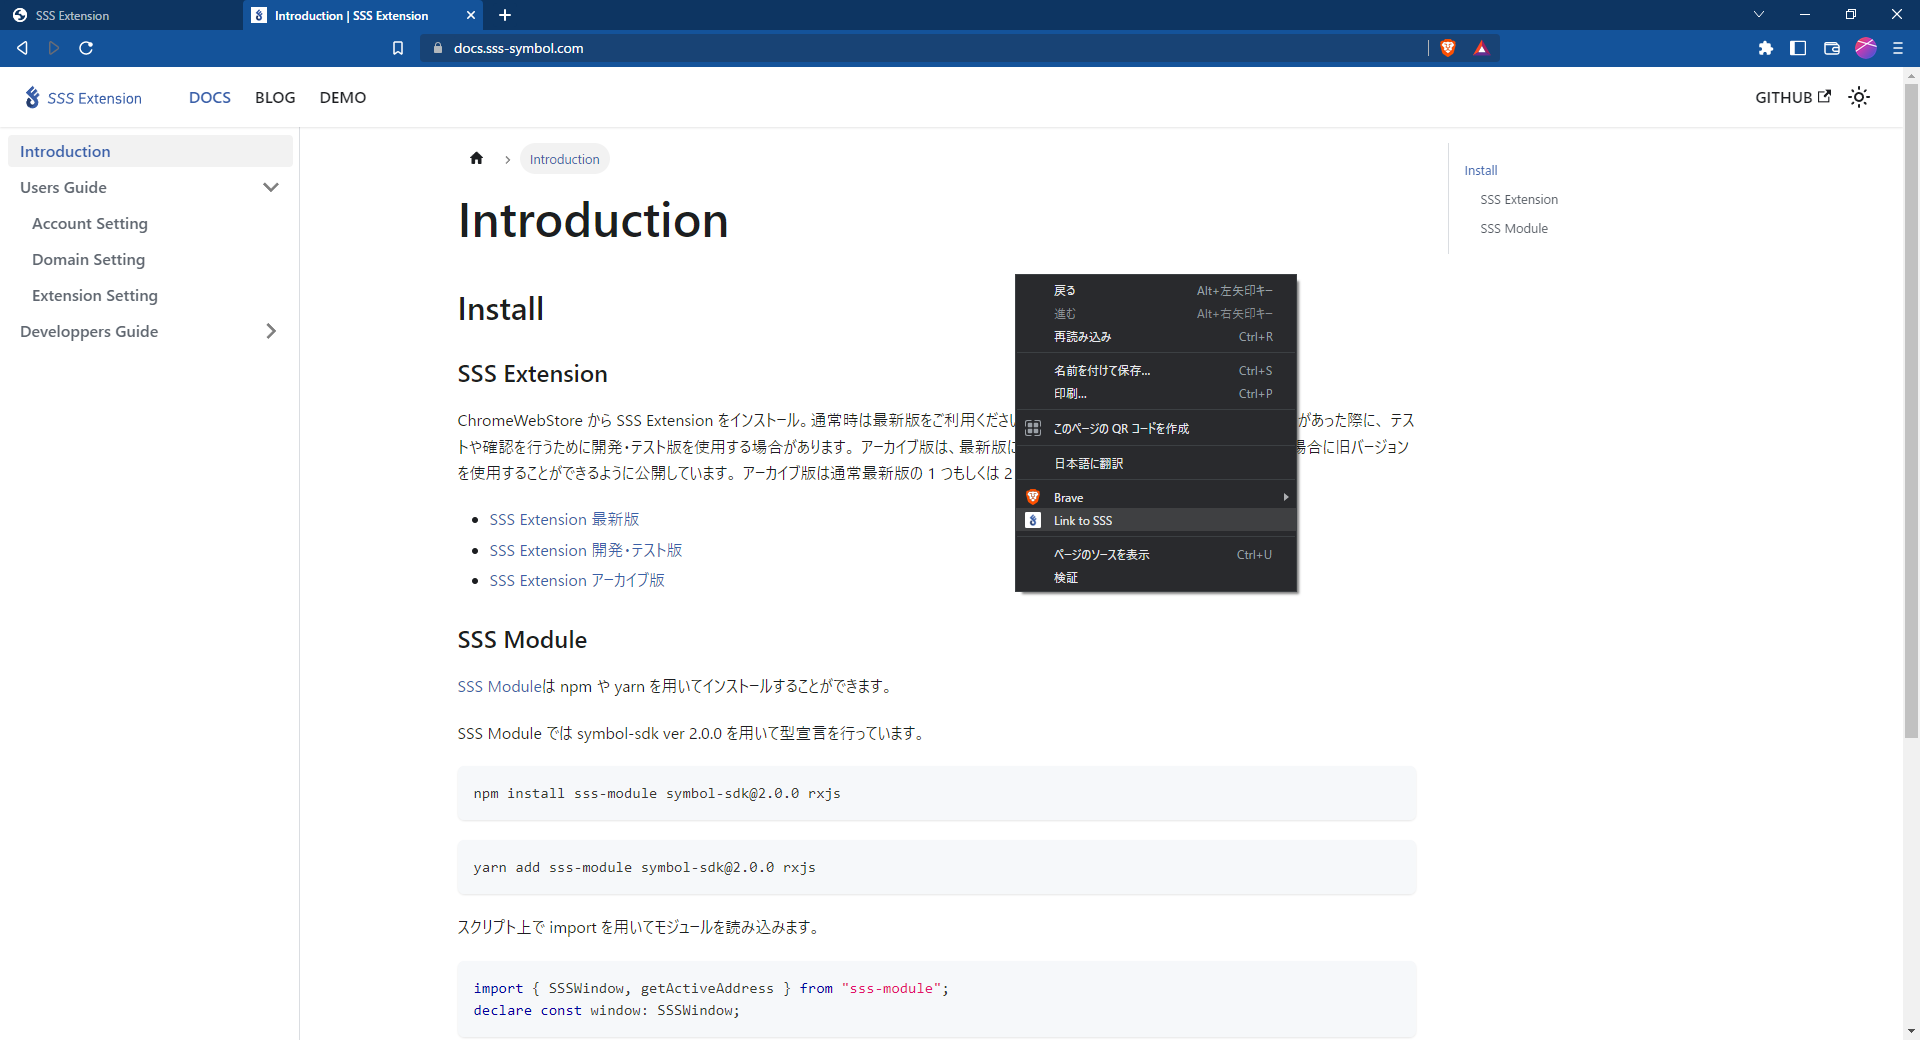 SSS Extension
Introduction | SSS Extension
docs.sss-symbol.com
SSS Extension
DOCS
BLOG
DEMO
GITHUB
Introduction
Users Guide
Account Setting
Domain Setting
Extension Setting
Developpers Guide
Introduction
Introduction
Install
SSS Extension
ChromeWebStore から SSS Extension をインストール。通常時は最新版をご利用くださ
があった際に、テス
トや確認を行うために開発・テスト版を使用する場合があります。 アーカイブ版は、最新版に
場合に旧バージョン
を使用することができるように公開しています。 アーカイブ版は通常最新版の 1 つもしくは 2
SSS Extension 最新版
SSS Extension 開発・テスト版
SSS Extension アーカイブ版
SSS Module
SSS Moduleは npm や yarn を用いてインストールすることができます。
SSS Module では symbol-sdk ver 2.0.0 を用いて型宣言を行っています。
npm install sss-module symbol-sdk@2.0.0 rxjs
yarn add sss-module symbol-sdk@2.0.0 rxjs
スクリプト上で import を用いてモジュールを読み込みます。
import { SSSWindow, getActiveAddress } from "sss-module";
declare const window: SSSWindow;
戻る Alt+左矢印キー
進む Alt+右矢印キー
再読み込み Ctrl+R
名前を付けて保存... Ctrl+S
印刷... Ctrl+P
このページの QR コードを作成
日本語に翻訳
Brave
Link to SSS
ページのソースを表示 Ctrl+U
検証
Install
SSS Extension
SSS Module